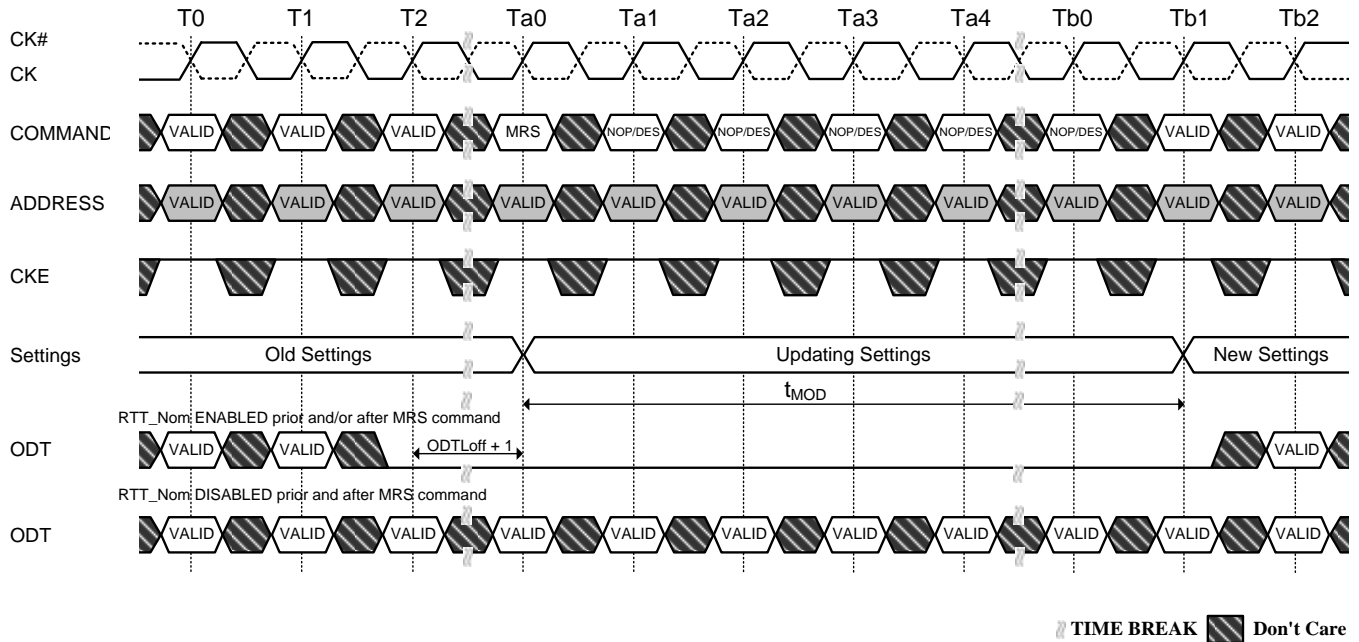 T0 T1 T2 Ta0 Ta1 Ta2 Ta3 Ta4 Tb0 Tb1 Tb2
CK#
CK
COMMAND VALID VALID VALID MRS NOP/DES NOP/DES NOP/DES NOP/DES NOP/DES VALID VALID
ADDRESS VALID VALID VALID VALID VALID VALID VALID VALID VALID VALID VALID
CKE
Settings Old Settings Updating Settings New Settings
tMOD
RTT_Nom ENABLED prior and/or after MRS command
ODT VALID VALID ODTLoff + 1 VALID
RTT_Nom DISABLED prior and after MRS command
ODT VALID VALID VALID VALID VALID VALID VALID VALID VALID VALID VALID
TIME BREAK Don't Care